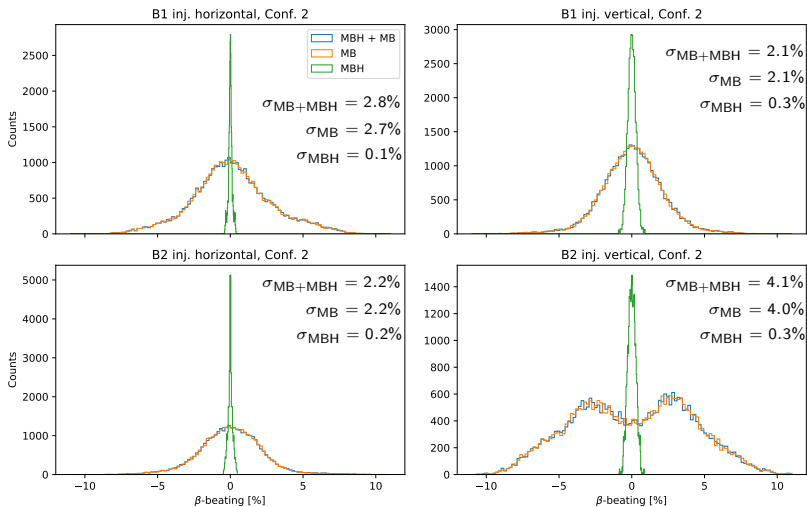 B1 inj. horizontal, Conf. 2
Counts
2500
2000
1500
1000
500
0
−10
−5
0
5
10
MBH + MB
MB
MBH
σMB+MBH = 2.8%
σMB = 2.7%
σMBH = 0.1%
B1 inj. vertical, Conf. 2
3000
2500
2000
1500
1000
500
0
σMB+MBH = 2.1%
σMB = 2.1%
σMBH = 0.3%
B2 inj. horizontal, Conf. 2
Counts
5000
4000
3000
2000
1000
0
−10
−5
0
5
10
β-beating [%]
σMB+MBH = 2.2%
σMB = 2.2%
σMBH = 0.2%
B2 inj. vertical, Conf. 2
1400
1200
1000
800
600
400
200
0
−10
−5
0
5
10
β-beating [%]
σMB+MBH = 4.1%
σMB = 4.0%
σMBH = 0.3%